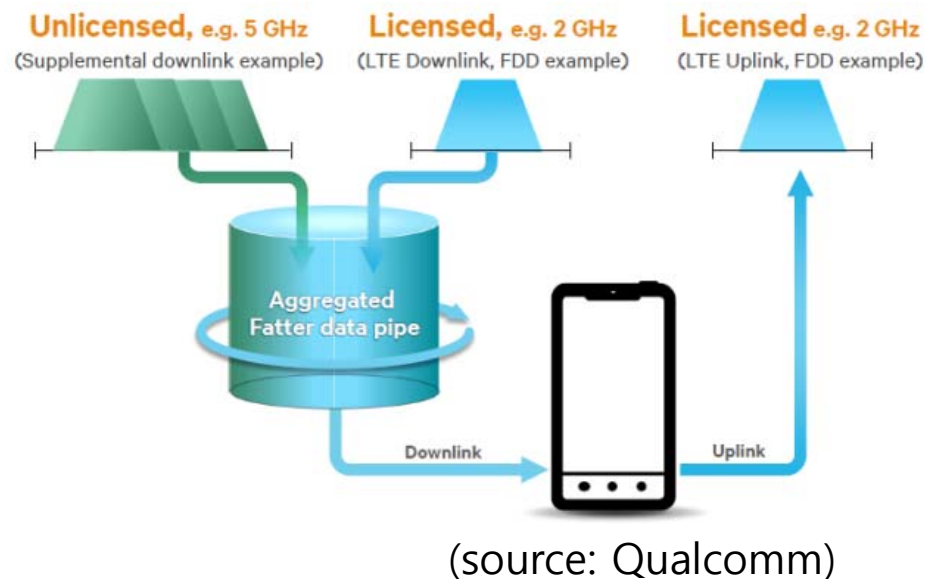 Unlicensed, e.g. 5 GHz
(Supplemental downlink example)
Licensed, e.g. 2 GHz
(LTE Downlink, FDD example)
Licensed e.g. 2 GHz
(LTE Uplink, FDD example)
Aggregated
Fatter data pipe
Downlink
Uplink
(source: Qualcomm)